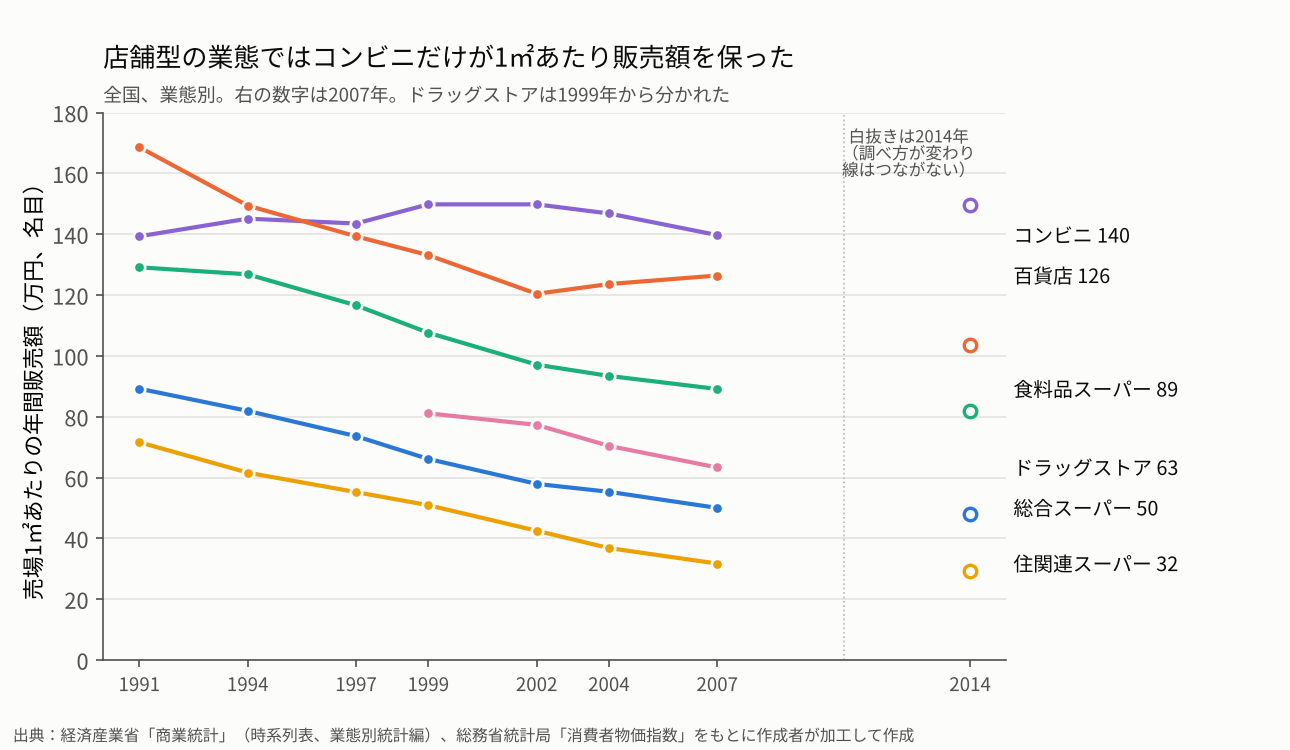 店舗型の業態ではコンビニだけが1㎡あたり販売額を保った
全国、業態別。右の数字は2007年。ドラッグストアは1999年から分かれた
売場1㎡あたりの年間販売額（万円、名目）
180
160
140
120
100
80
60
40
20
0
白抜きは2014年
（調べ方が変わり
線はつながない）
コンビニ 140
百貨店 126
食料品スーパー 89
ドラッグストア 63
総合スーパー 50
住関連スーパー 32
1991
1994
1997
1999
2002
2004
2007
2014
出典：経済産業省「商業統計」（時系列表、業態別統計編）、総務省統計局「消費者物価指数」をもとに作成者が加工して作成